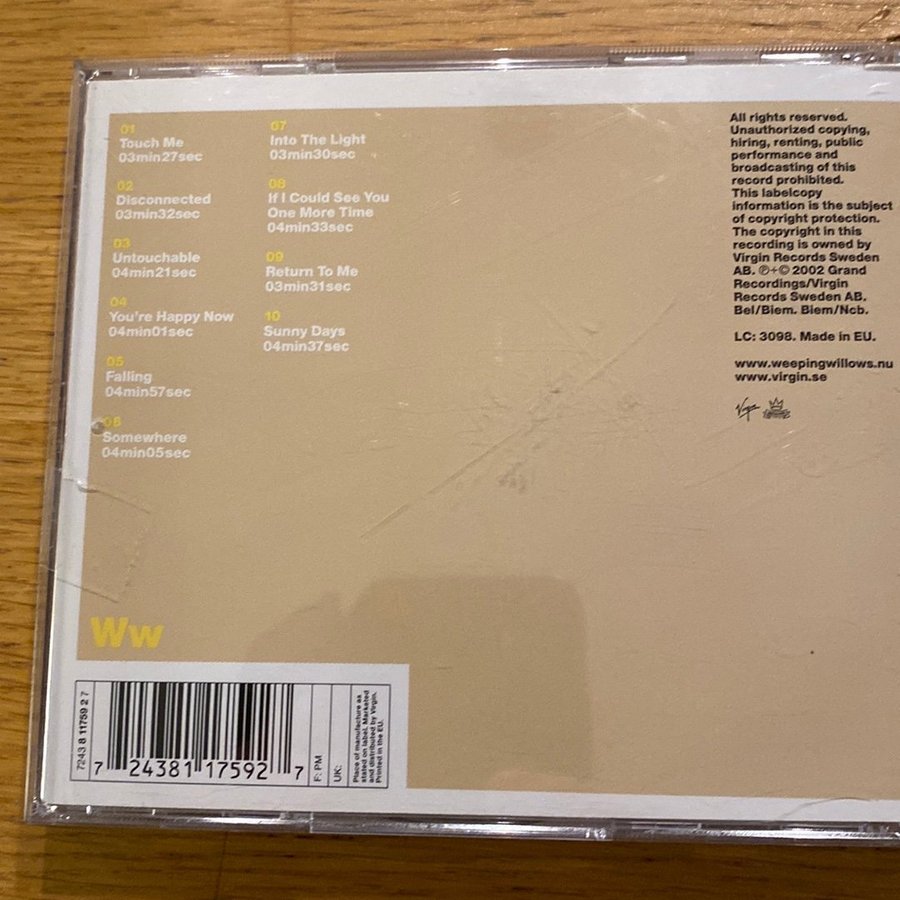 01
Touch Me
03min27sec
02
Disconnected
03min32sec
03
Untouchable
04min21sec
04
You're Happy Now
04min01sec
05
Falling
04min57sec
06
Somewhere
04min05sec
07
Into The Light
03min30sec
08
If I Could See You
One More Time
04min33sec
09
Return To Me
03min31sec
10
Sunny Days
04min37sec
All rights reserved.
Unauthorized copying,
hiring, renting, public
performance and
broadcasting of this
record prohibited.
This labelcopy
information is the subject
of copyright protection.
The copyright in this
recording is owned by
Virgin Records Sweden
AB. ℗+© 2002 Grand
Recordings/Virgin
Records Sweden AB.
Bel/Biem. Biem/Ncb.
LC: 3098. Made in EU.
www.weepingwillows.nu
www.virgin.se
Virgin
Ww
7243 8 11759 2 7
7 24381 17592 7
F: PM
UK:
Place of manufacture as
stated on label. Marketed
and distributed by Virgin.
Printed in the EU.